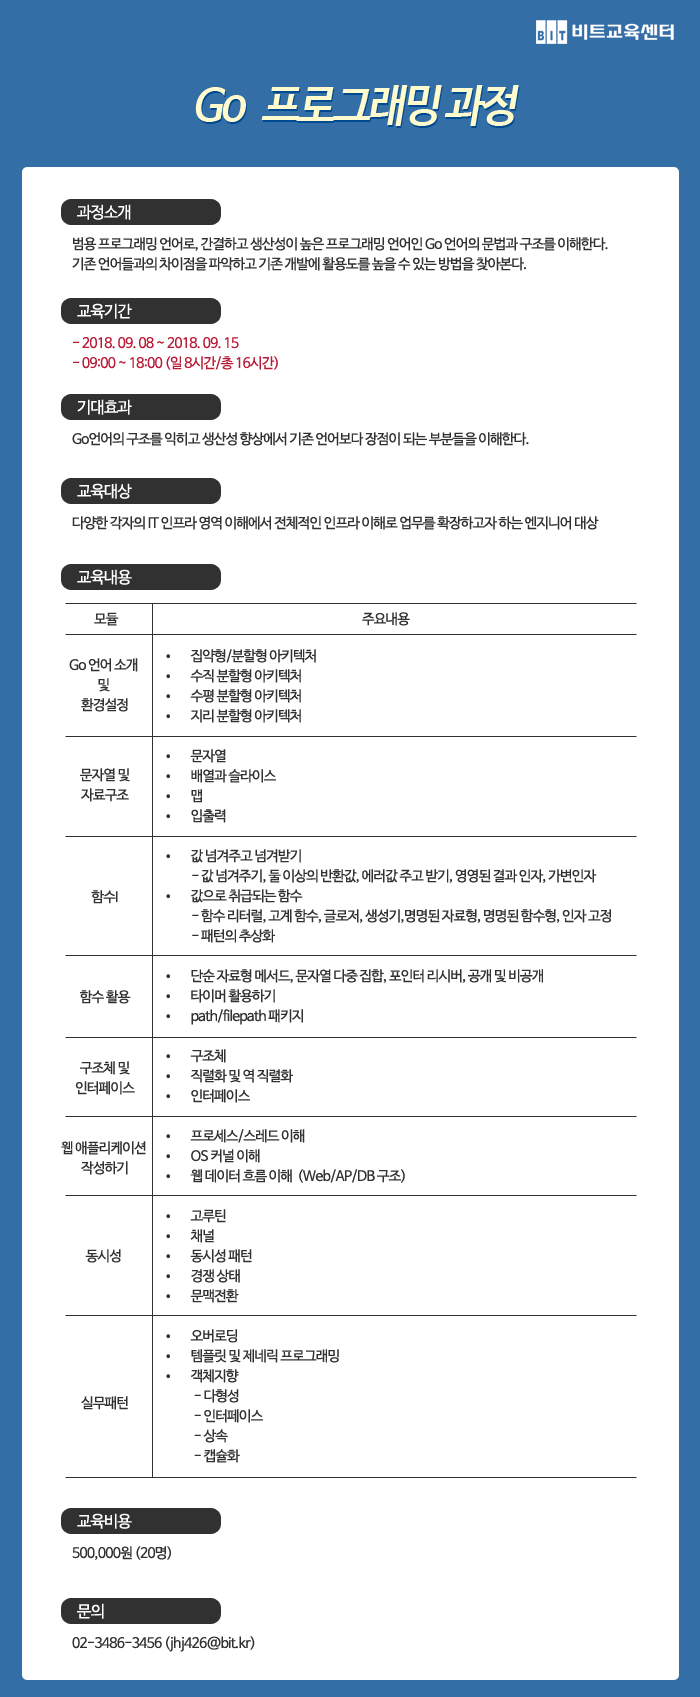 BIT 비트교육센터
Go 프로그래밍 과정
과정소개
범용 프로그래밍 언어로, 간결하고 생산성이 높은 프로그래밍 언어인 Go 언어의 문법과 구조를 이해한다.
기존 언어들과의 차이점을 파악하고 기존 개발에 활용도를 높을 수 있는 방법을 찾아본다.
교육기간
- 2018. 09. 08 ~ 2018. 09. 15
- 09:00 ~ 18:00 (일 8시간/총 16시간)
기대효과
Go언어의 구조를 익히고 생산성 향상에서 기존 언어보다 장점이 되는 부분들을 이해한다.
교육대상
다양한 각자의 IT 인프라 영역 이해에서 전체적인 인프라 이해로 업무를 확장하고자 하는 엔지니어 대상
교육내용
모듈 주요내용
Go 언어 소개
및
환경설정
• 집약형/분할형 아키텍처
• 수직 분할형 아키텍처
• 수평 분할형 아키텍처
• 지리 분할형 아키텍처
문자열 및
자료구조
• 문자열
• 배열과 슬라이스
• 맵
• 입출력
함수I
• 값 넘겨주고 넘겨받기
- 값 넘겨주기, 둘 이상의 반환값, 에러값 주고 받기, 영영된 결과 인자, 가변인자
• 값으로 취급되는 함수
- 함수 리터럴, 고계 함수, 글로저, 생성기,명명된 자료형, 명명된 함수형, 인자 고정
- 패턴의 추상화
함수 활용
• 단순 자료형 메서드, 문자열 다중 집합, 포인터 리시버, 공개 및 비공개
• 타이머 활용하기
• path/filepath 패키지
구조체 및
인터페이스
• 구조체
• 직렬화 및 역 직렬화
• 인터페이스
웹 애플리케이션
작성하기
• 프로세스/스레드 이해
• OS 커널 이해
• 웹 데이터 흐름 이해 (Web/AP/DB 구조)
동시성
• 고루틴
• 채널
• 동시성 패턴
• 경쟁 상태
• 문맥전환
실무패턴
• 오버로딩
• 템플릿 및 제네릭 프로그래밍
• 객체지향
- 다형성
- 인터페이스
- 상속
- 캡슐화
교육비용
500,000원 (20명)
문의
02-3486-3456 (jhj426@bit.kr)